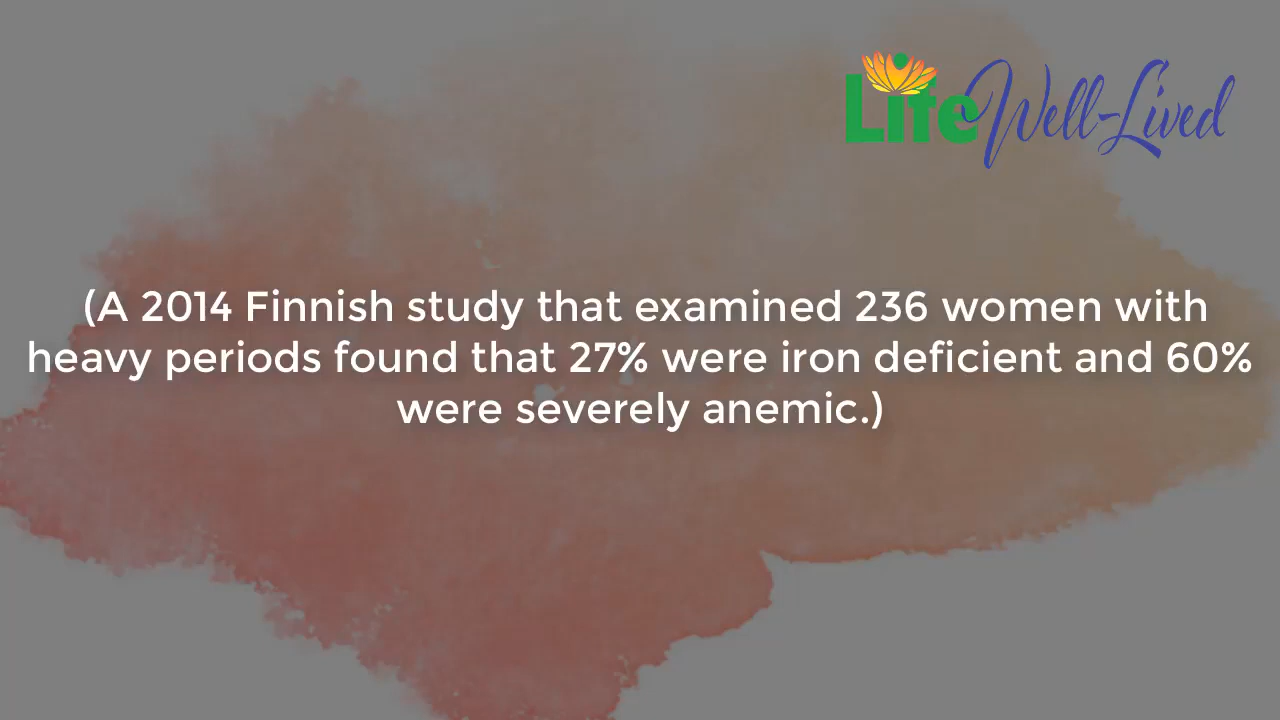 Life Well-Lived
(A 2014 Finnish study that examined 236 women with
heavy periods found that 27% were iron deficient and 60%
were severely anemic.)